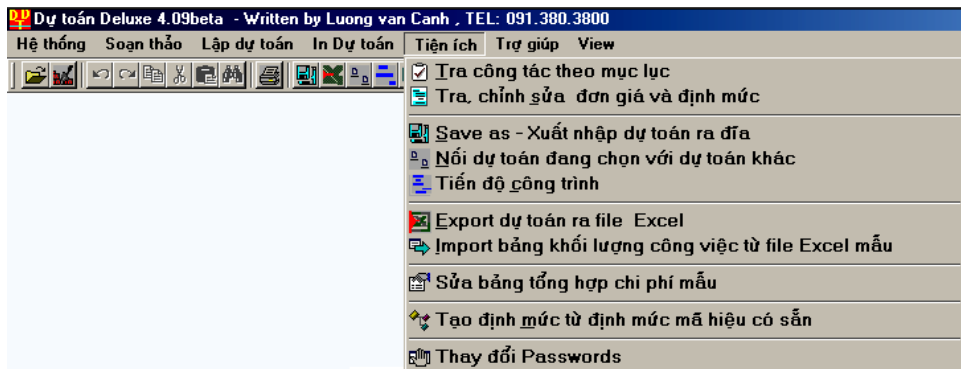 Dự toán Deluxe 4.09beta - Written by Luong van Canh , TEL: 091.380.3800
Hệ thống Soạn thảo Lập dự toán In Dự toán Tiện ích Trợ giúp View
Tra công tác theo mục lục
Tra, chỉnh sửa đơn giá và định mức
Save as - Xuất nhập dự toán ra đĩa
Nối dự toán đang chọn với dự toán khác
Tiến độ công trình
Export dự toán ra file Excel
Import bảng khối lượng công việc từ file Excel mẫu
Sửa bảng tổng hợp chi phí mẫu
Tạo định mức từ định mức mã hiệu có sẵn
Thay đổi Passwords